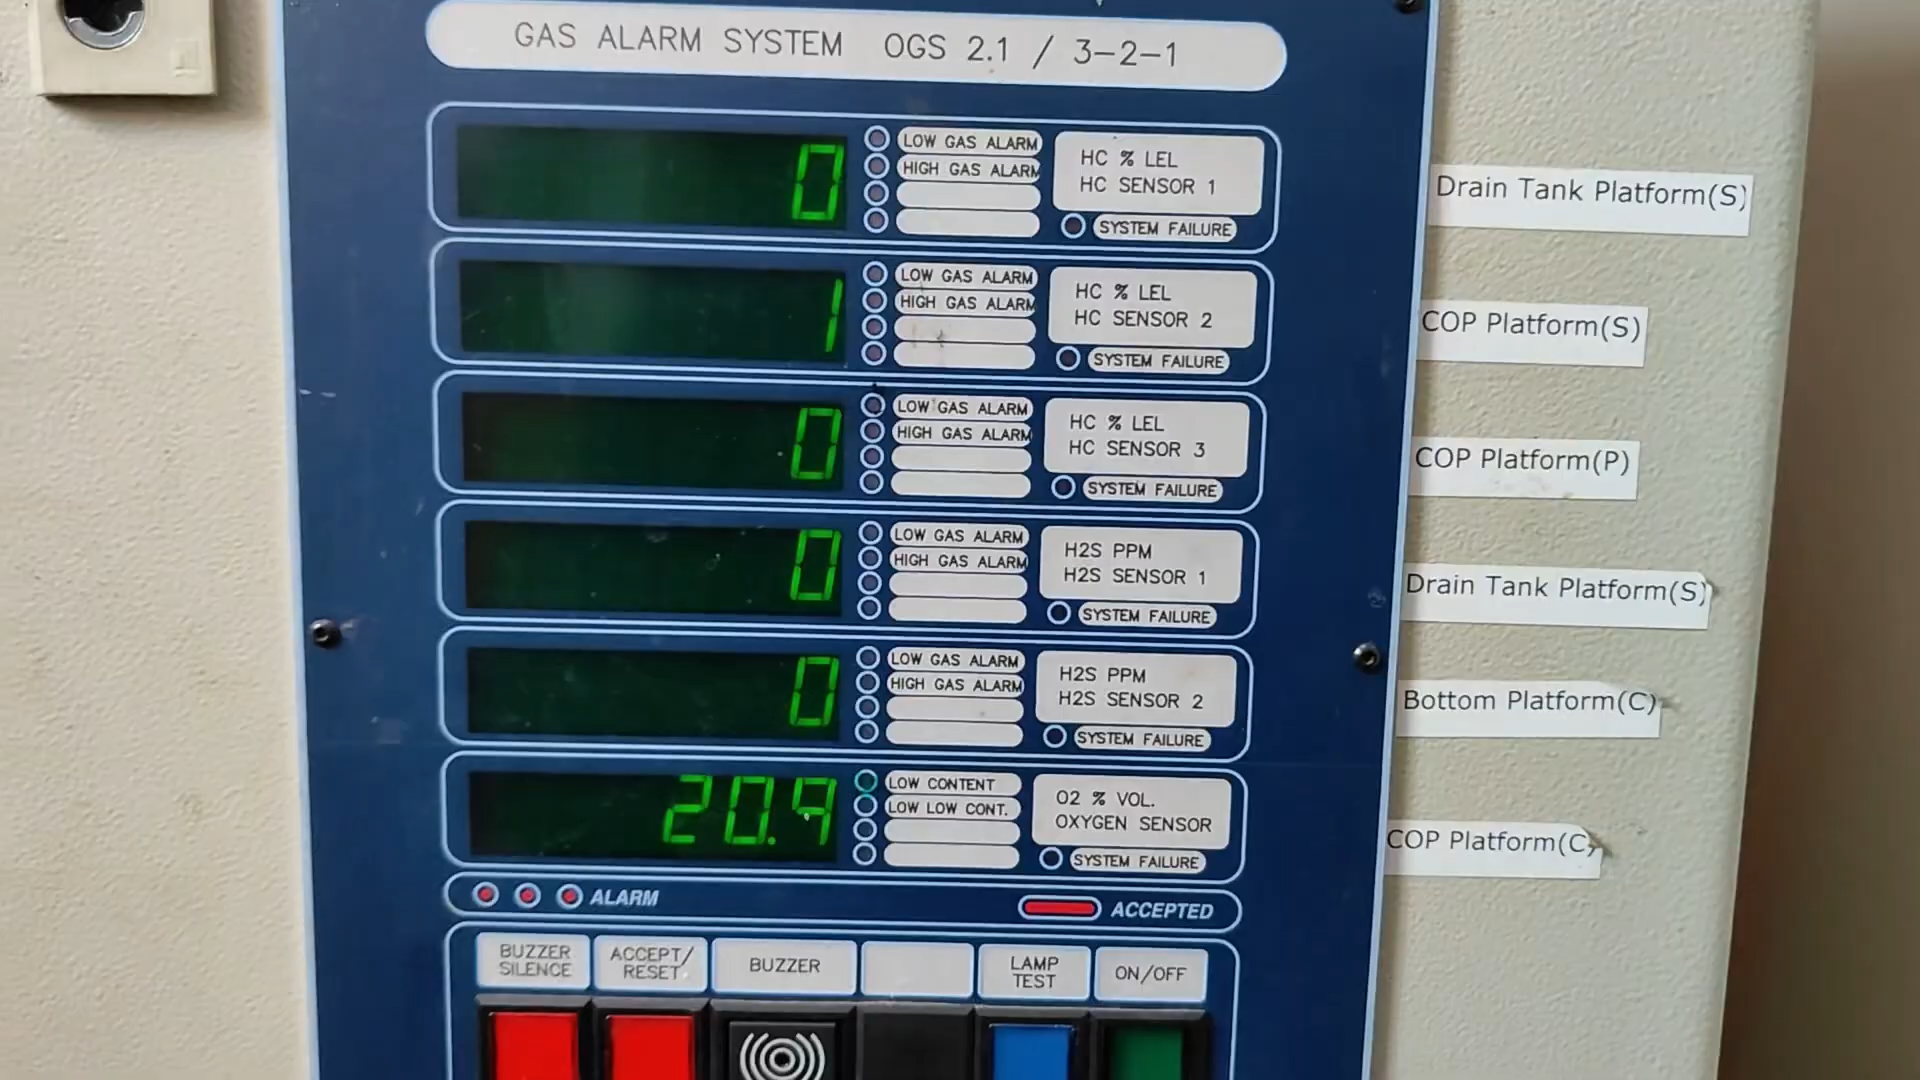 GAS ALARM SYSTEM OGS 2.1 / 3-2-1
0
LOW GAS ALARM
HIGH GAS ALARM
HC % LEL
HC SENSOR 1
SYSTEM FAILURE
Drain Tank Platform(S)
1
LOW GAS ALARM
HIGH GAS ALARM
HC % LEL
HC SENSOR 2
SYSTEM FAILURE
COP Platform(S)
0
LOW GAS ALARM
HIGH GAS ALARM
HC % LEL
HC SENSOR 3
SYSTEM FAILURE
COP Platform(P)
0
LOW GAS ALARM
HIGH GAS ALARM
H2S PPM
H2S SENSOR 1
SYSTEM FAILURE
Drain Tank Platform(S)
0
LOW GAS ALARM
HIGH GAS ALARM
H2S PPM
H2S SENSOR 2
SYSTEM FAILURE
Bottom Platform(C)
20.9
LOW CONTENT
LOW LOW CONT.
O2 % VOL.
OXYGEN SENSOR
SYSTEM FAILURE
COP Platform(C)
ALARM
ACCEPTED
BUZZER
SILENCE
ACCEPT/
RESET
BUZZER
LAMP
TEST
ON/OFF